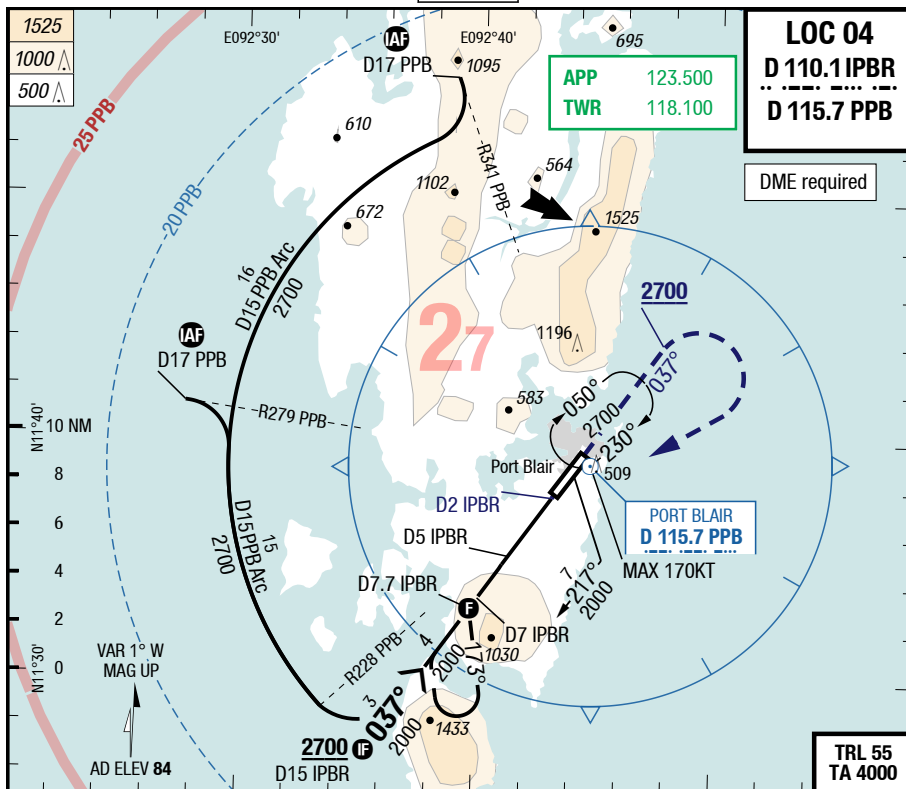 1525
1000
500
E092°30'
IAF
D17 PPB
E092°40'
1095
695
LOC 04
D 110.1 IPBR
D 115.7 PPB
APP 123.500
TWR 118.100
DME required
25 PPB
20 PPB
610
R341 PPB
564
1102
672
1525
16
D15 PPB Arc
2700
27
2700
IAF
D17 PPB
1196
037°
R279 PPB
583
050°
2700
230°
N11°40'
10 NM
8
6
4
2
0
N11°30'
Port Blair
509
D2 IPBR
PORT BLAIR
D 115.7 PPB
D5 IPBR
15
D15 PPB Arc
2700
MAX 170KT
7
217°
2000
D7.7 IPBR
F
D7 IPBR
1030
R228 PPB
4
2000
173°
VAR 1° W
MAG UP
3
037°
2000
1433
2700 IF
D15 IPBR
AD ELEV 84
TRL 55
TA 4000